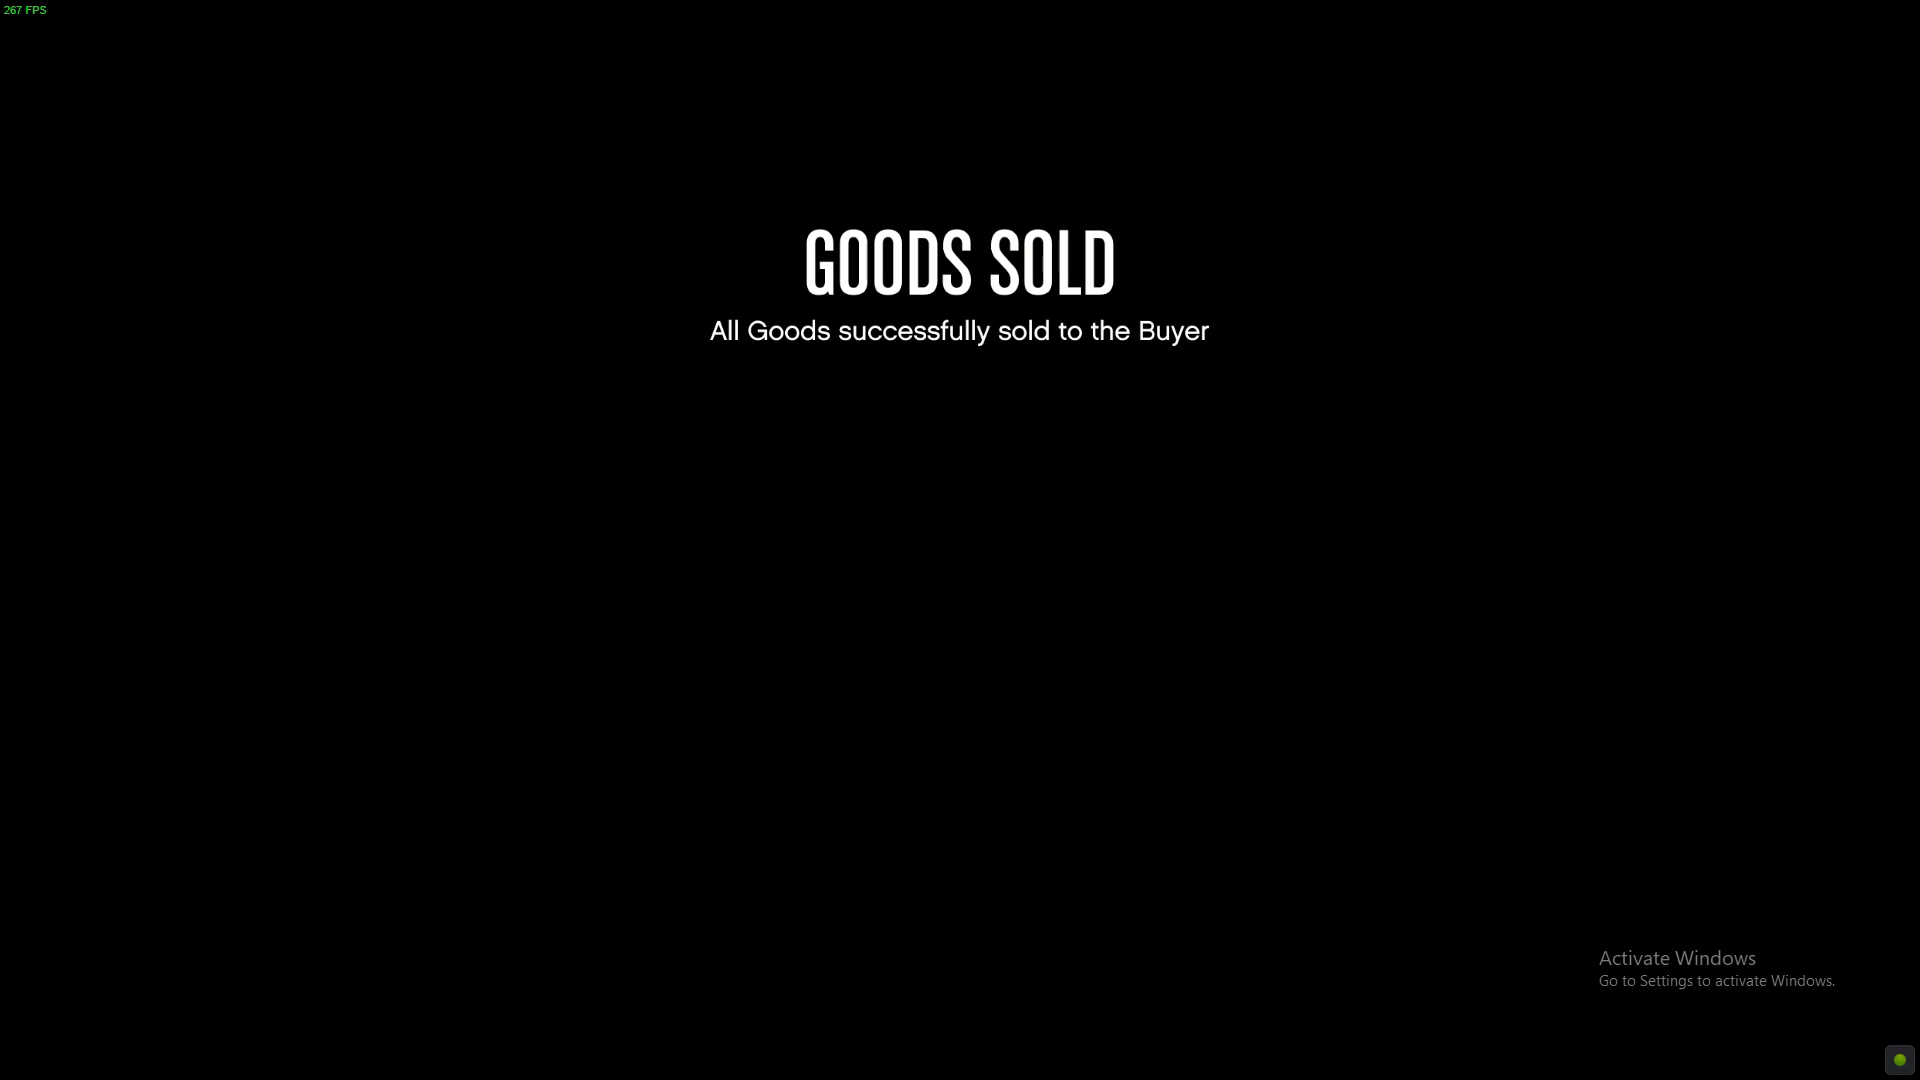 267 FPS
GOODS SOLD
All Goods successfully sold to the Buyer
Activate Windows
Go to Settings to activate Windows.